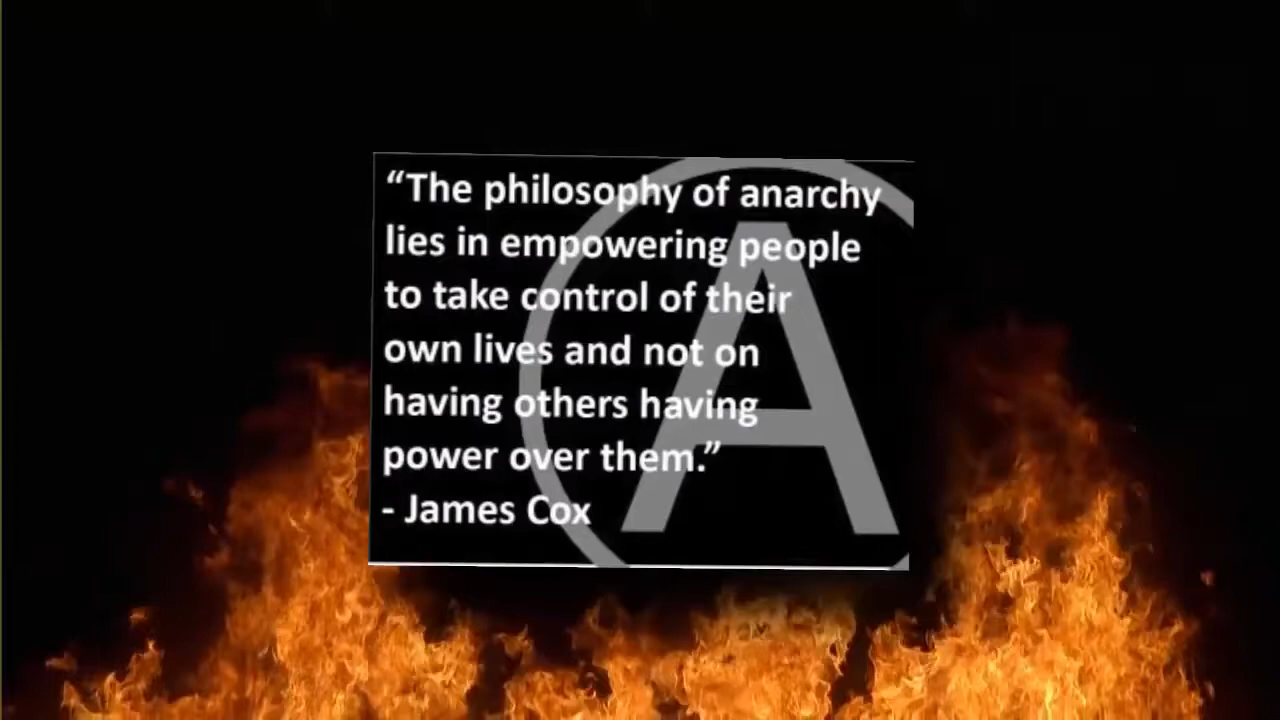 “The philosophy of anarchy
lies in empowering people
to take control of their
own lives and not on
having others having
power over them.”
- James Cox